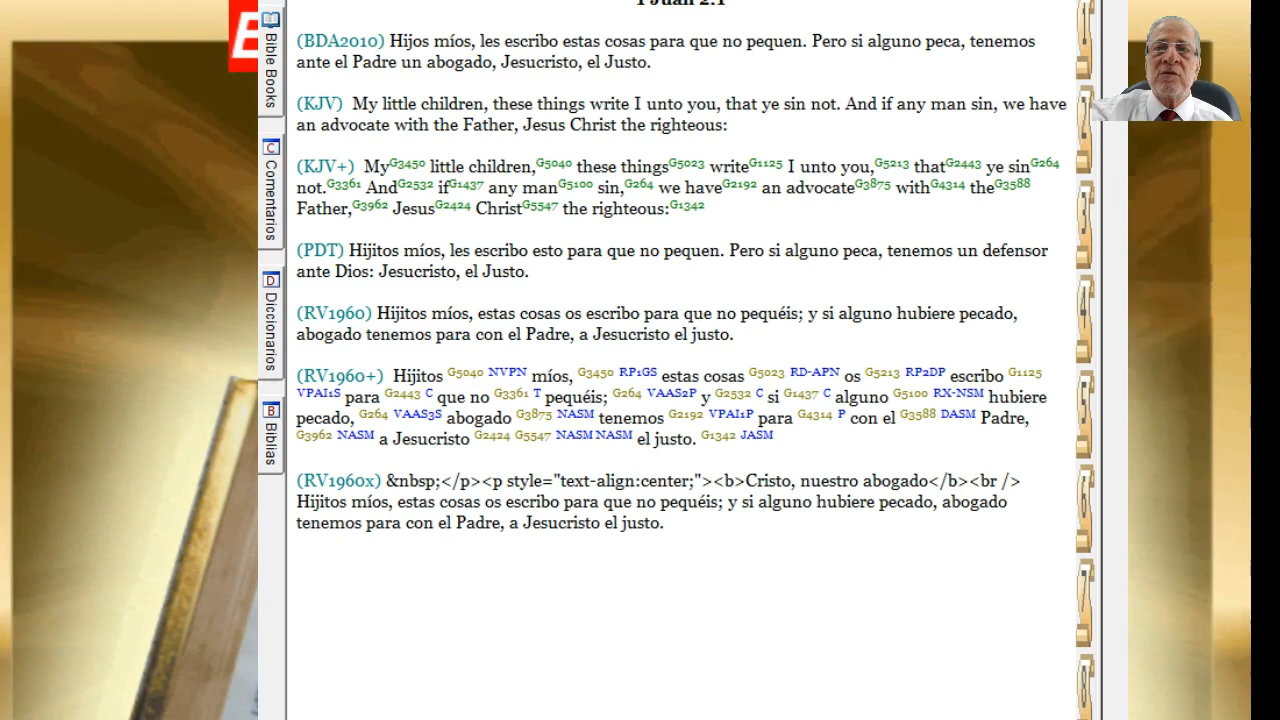 1 Juan 2:1
(BDA2010) Hijos míos, les escribo estas cosas para que no pequen. Pero si alguno peca, tenemos
ante el Padre un abogado, Jesucristo, el Justo.
(KJV) My little children, these things write I unto you, that ye sin not. And if any man sin, we have
an advocate with the Father, Jesus Christ the righteous:
(KJV+) MyG3450 little children,G5040 these thingsG5023 writeG1125 I unto you,G5213 thatG2443 ye sinG264
not.G3361 AndG2532 ifG1437 any manG5100 sin,G264 we haveG2192 an advocateG3875 withG4314 theG3588
Father,G3962 JesusG2424 ChristG5547 the righteous:G1342
(PDT) Hijitos míos, les escribo esto para que no pequen. Pero si alguno peca, tenemos un defensor
ante Dios: Jesucristo, el Justo.
(RV1960) Hijitos míos, estas cosas os escribo para que no pequéis; y si alguno hubiere pecado,
abogado tenemos para con el Padre, a Jesucristo el justo.
(RV1960+) Hijitos G5040 NVPN míos, G3450 RP1GS estas cosas G5023 RD-APN os G5213 RP2DP escribo G1125
VPAI1S para G2443 C que no G3361 T pequéis; G264 VAAS2P y G2532 C si G1437 C alguno G5100 RX-NSM hubiere
pecado, G264 VAAS3S abogado G3875 NASM tenemos G2192 VPAI1P para G4314 P con el G3588 DASM Padre,
G3962 NASM a Jesucristo G2424 G5547 NASM NASM el justo. G1342 JASM
(RV1960x) &nbsp;</p><p style="text-align:center;"><b>Cristo, nuestro abogado</b><br />
Hijitos míos, estas cosas os escribo para que no pequéis; y si alguno hubiere pecado, abogado
tenemos para con el Padre, a Jesucristo el justo.
Bible Books
C Comentarios
D Diccionarios
B Biblias
E
1
2
3
4
5
6
7
8